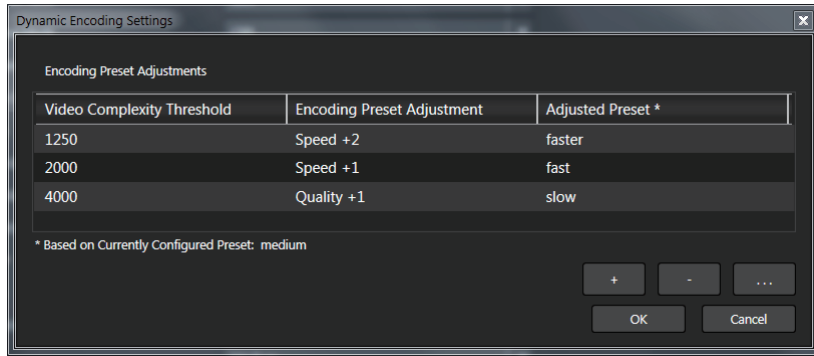 Dynamic Encoding Settings
Encoding Preset Adjustments
Video Complexity Threshold Encoding Preset Adjustment Adjusted Preset *
1250 Speed +2 faster
2000 Speed +1 fast
4000 Quality +1 slow
* Based on Currently Configured Preset: medium
+ - ...
OK Cancel